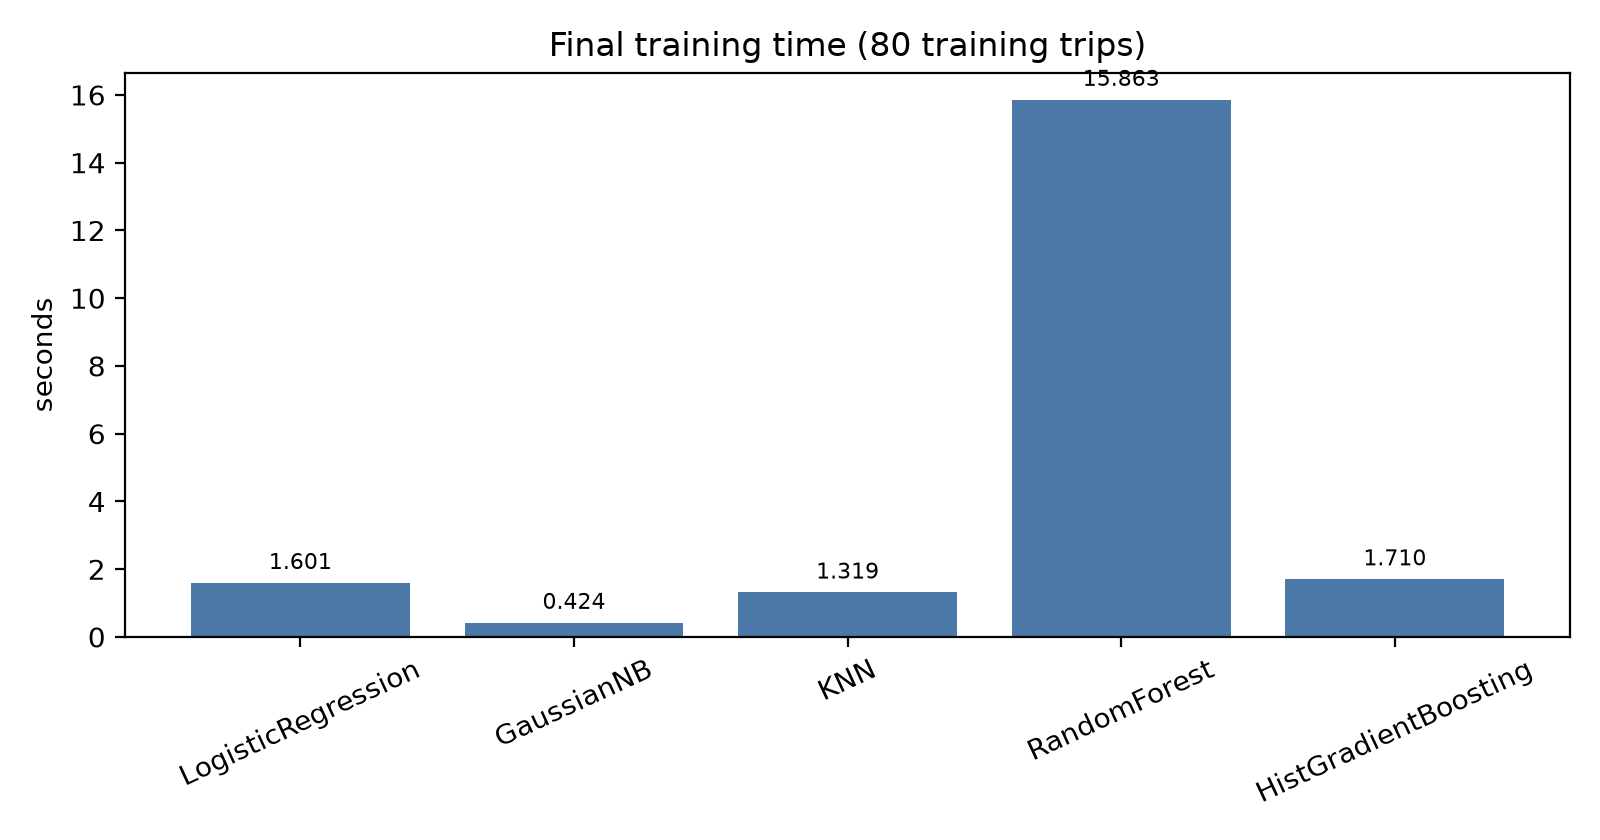 Final training time (80 training trips)
seconds
16
14
12
10
8
6
4
2
0
1.601
0.424
1.319
15.863
1.710
LogisticRegression
GaussianNB
KNN
RandomForest
HistGradientBoosting